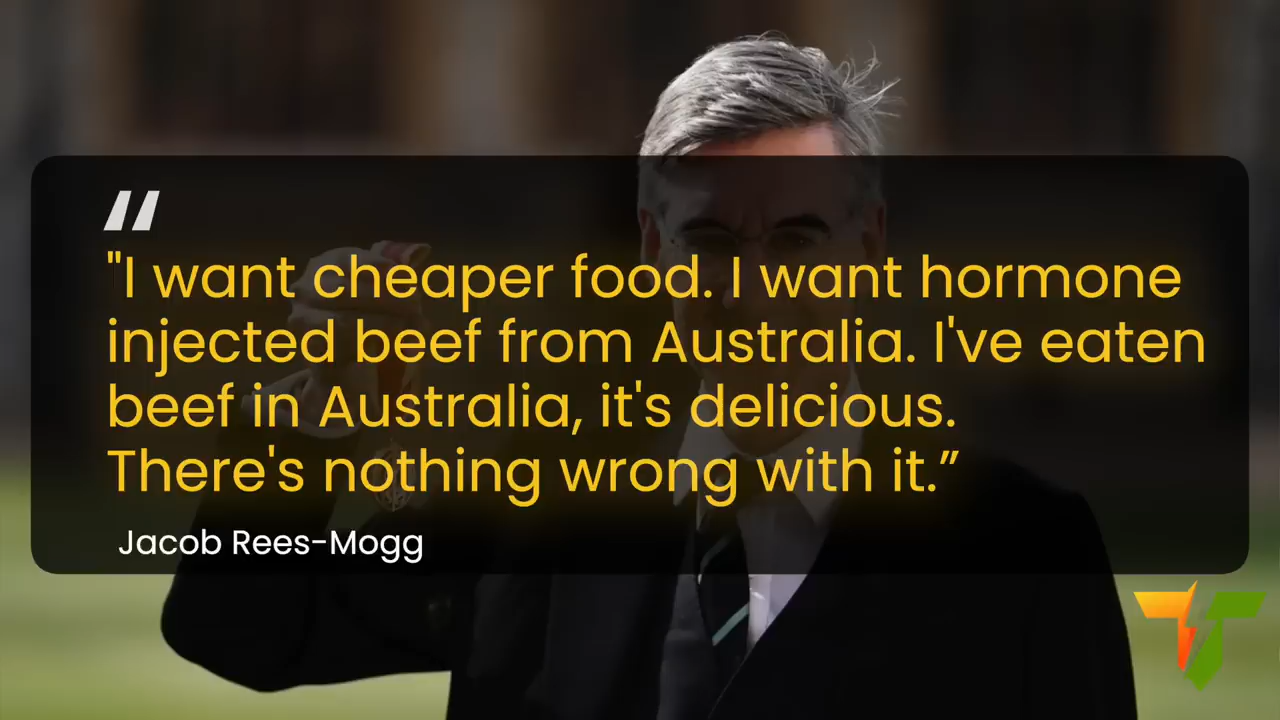 "I want cheaper food. I want hormone
injected beef from Australia. I've eaten
beef in Australia, it's delicious.
There's nothing wrong with it.”
Jacob Rees-Mogg